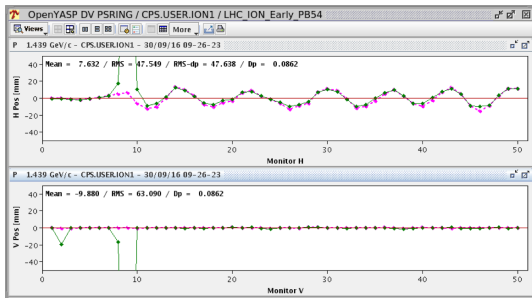 OpenYASP DV PSRING / CPS.USER.ION1 / LHC_ION_Early_PB54
Views More
P 1.439 GeV/c - CPS.USER.ION1 - 30/09/16 09-26-23
Mean = 7.632 / RMS = 47.549 / RMS-dp = 47.638 / Dp = 0.0862
H Pos [mm]
40
20
0
-20
-40
0 10 20 30 40 50
Monitor H
P 1.439 GeV/c - CPS.USER.ION1 - 30/09/16 09-26-23
Mean = -9.880 / RMS = 63.090 / Dp = 0.0862
V Pos [mm]
40
20
0
-20
-40
0 10 20 30 40 50
Monitor V